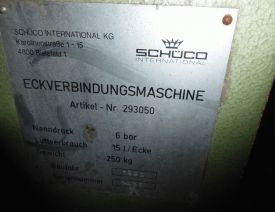 SCHÜCO INTERNATIONAL KG
Karolinenstraße 1-15
4800 Bielefeld 1
SCHÜCO
INTERNATIONAL
ECKVERBINDUNGSMASCHINE
Artikel - Nr. 293050
Nenndruck 6 bar
Luftverbrauch 15 l / Ecke
Gewicht 250 kg
Baujahr